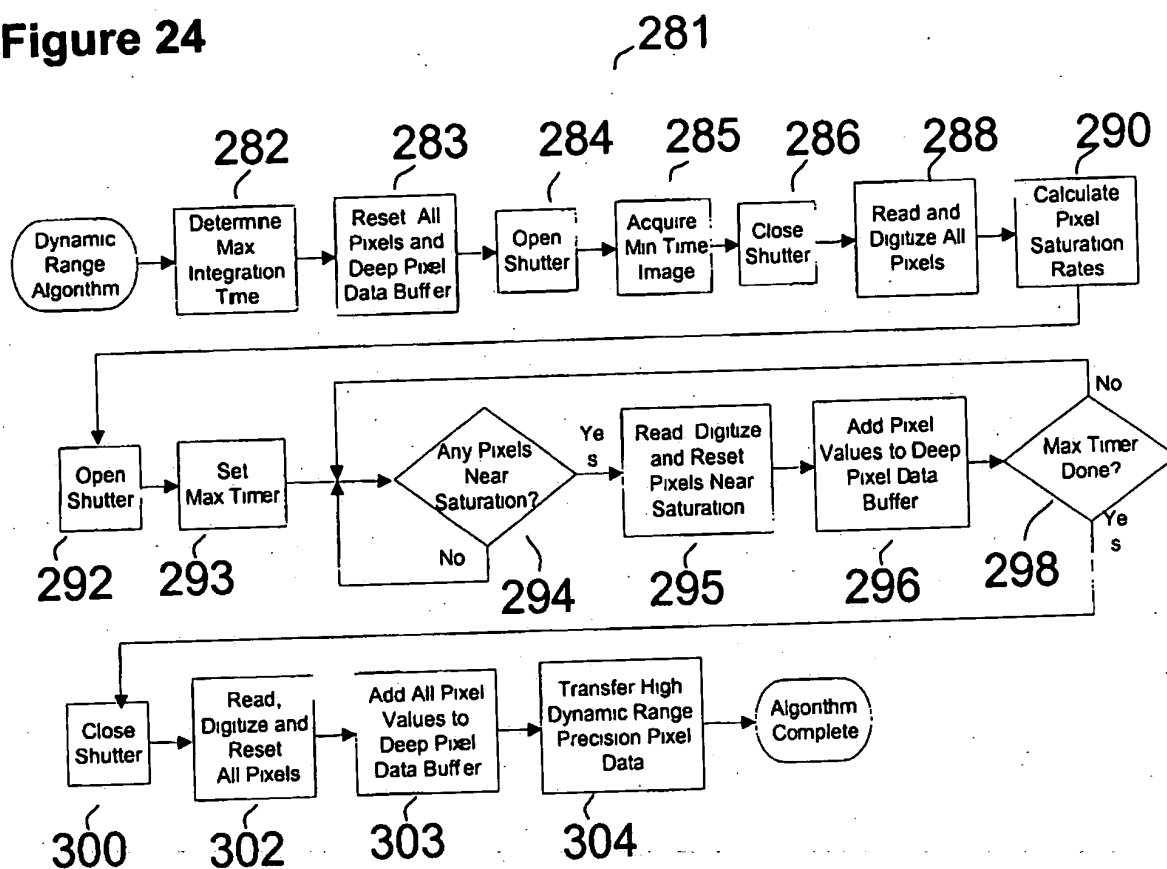 Figure 24
281
282
283
284
285
286
288
290
Dynamic
Range
Algorithm
Determine
Max
Integration
Time
Reset All
Pixels and
Deep Pixel
Data Buffer
Open
Shutter
Acquire
Min Time
Image
Close
Shutter
Read and
Digitize All
Pixels
Calculate
Pixel
Saturation
Rates
Open
Shutter
Set
Max Timer
Any Pixels
Near
Saturation?
No
Ye
s
Read Digitize
and Reset
Pixels Near
Saturation
Add Pixel
Values to Deep
Pixel Data
Buffer
Max Timer
Done?
No
Ye
s
292
293
294
295
296
298
Close
Shutter
Read,
Digitize and
Reset
All Pixels
Add All Pixel
Values to
Deep Pixel
Data Buffer
Transfer High
Dynamic Range
Precision Pixel
Data
Algorithm
Complete
300
302
303
304